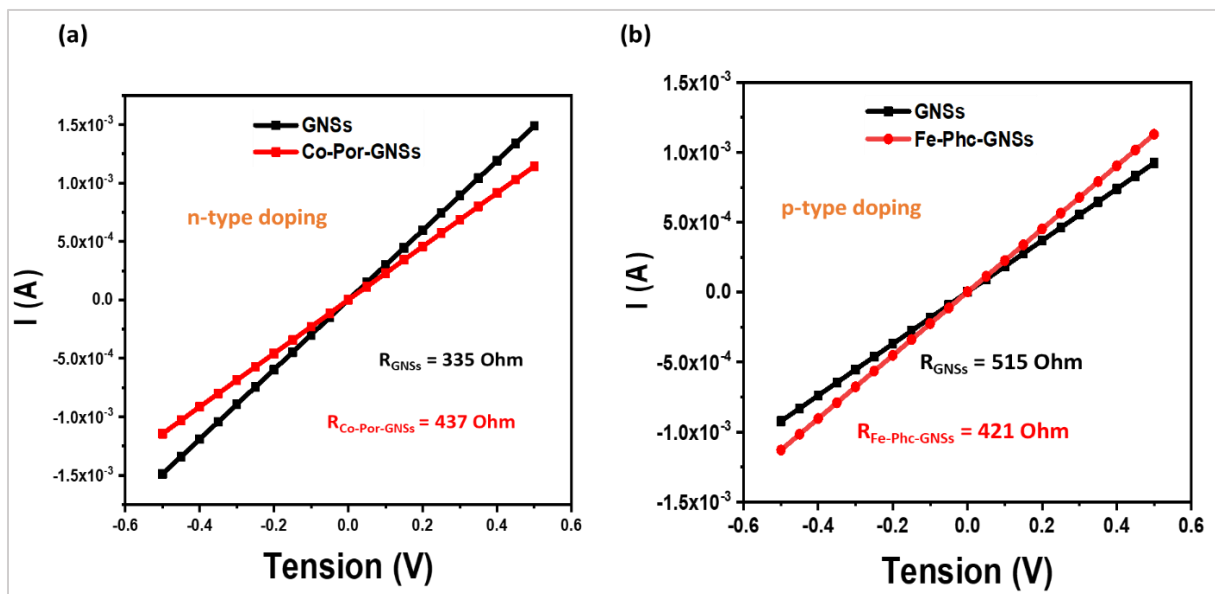 (a)
GNSs
Co-Por-GNSs
n-type doping
1.5x10⁻³
1.0x10⁻³
5.0x10⁻⁴
0.0
-5.0x10⁻⁴
-1.0x10⁻³
-1.5x10⁻³
I (A)
R_GNSs = 335 Ohm
R_Co-Por-GNSs = 437 Ohm
-0.6 -0.4 -0.2 0.0 0.2 0.4 0.6
Tension (V)
(b)
GNSs
Fe-Phc-GNSs
p-type doping
1.5x10⁻³
1.0x10⁻³
5.0x10⁻⁴
0.0
-5.0x10⁻⁴
-1.0x10⁻³
-1.5x10⁻³
I (A)
R_GNSs = 515 Ohm
R_Fe-Phc-GNSs = 421 Ohm
-0.6 -0.4 -0.2 0.0 0.2 0.4 0.6
Tension (V)